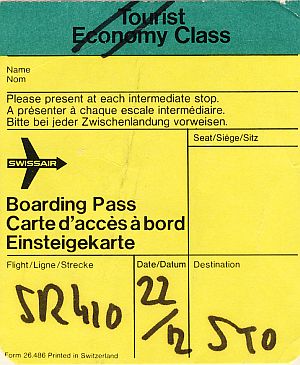 Tourist
Economy Class
Name
Nom
Please present at each intermediate stop.
A présenter à chaque escale intermédiaire.
Bitte bei jeder Zwischenlandung vorweisen.
Seat/Siége/Sitz
SWISSAIR
Boarding Pass
Carte d'accès à bord
Einsteigekarte
Flight/Ligne/Strecke
Date/Datum
Destination
SR410
22/12
STO
Form 26.486 Printed in Switzerland